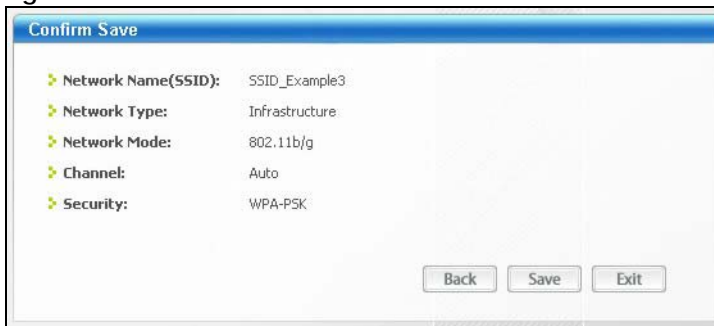 Confirm Save
Network Name(SSID): SSID_Example3
Network Type: Infrastructure
Network Mode: 802.11b/g
Channel: Auto
Security: WPA-PSK
Back Save Exit